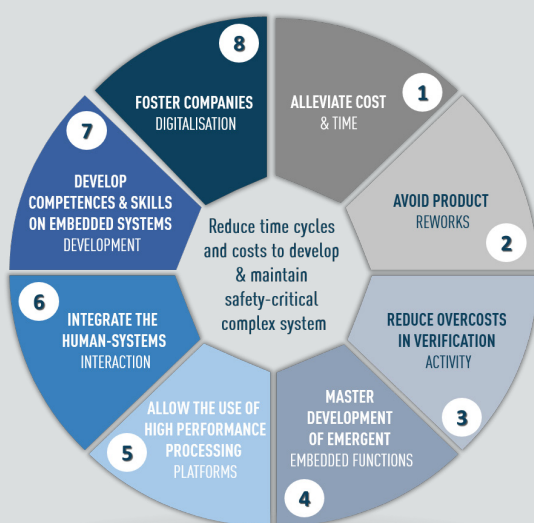 1
ALLEVIATE COST
& TIME
2
AVOID PRODUCT
REWORKS
3
REDUCE OVERCOSTS
IN VERIFICATION
ACTIVITY
4
MASTER
DEVELOPMENT
OF EMERGENT
EMBEDDED FUNCTIONS
5
ALLOW THE USE OF
HIGH PERFORMANCE
PROCESSING
PLATFORMS
6
INTEGRATE THE
HUMAN-SYSTEMS
INTERACTION
7
DEVELOP
COMPETENCES & SKILLS
ON EMBEDDED SYSTEMS
DEVELOPMENT
8
FOSTER COMPANIES
DIGITALISATION
Reduce time cycles
and costs to develop
& maintain
safety-critical
complex system